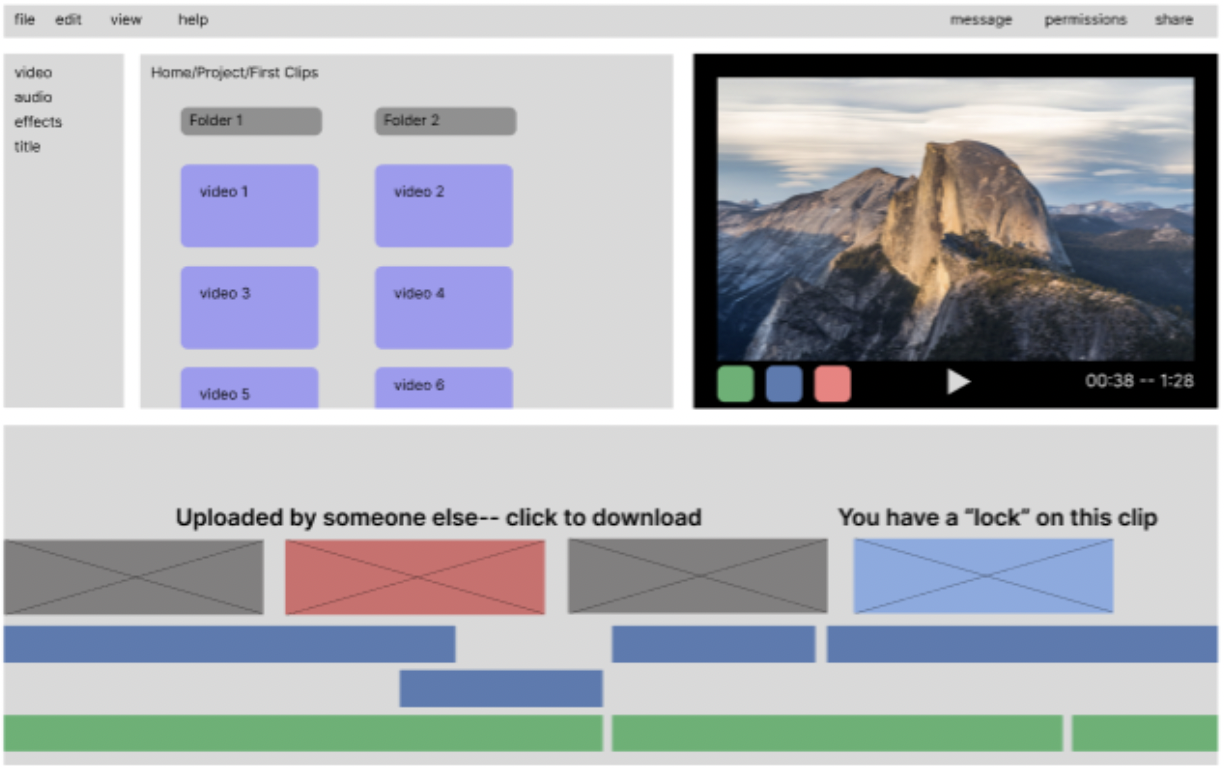 file edit view help message permissions share
video
audio
effects
title
Home/Project/First Clips
Folder 1 Folder 2
video 1 video 2
video 3 video 4
video 5 video 6
00:38 -- 1:28
Uploaded by someone else-- click to download
You have a “lock” on this clip